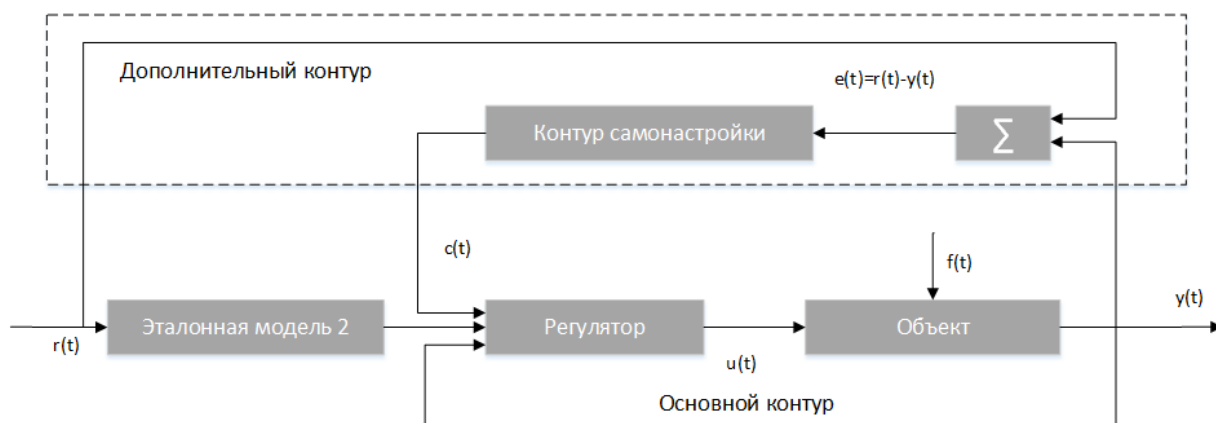 Дополнительный контур
e(t)=r(t)-y(t)
Контур самонастройки
∑
c(t)
f(t)
y(t)
Эталонная модель 2
Регулятор
Объект
r(t)
u(t)
Основной контур